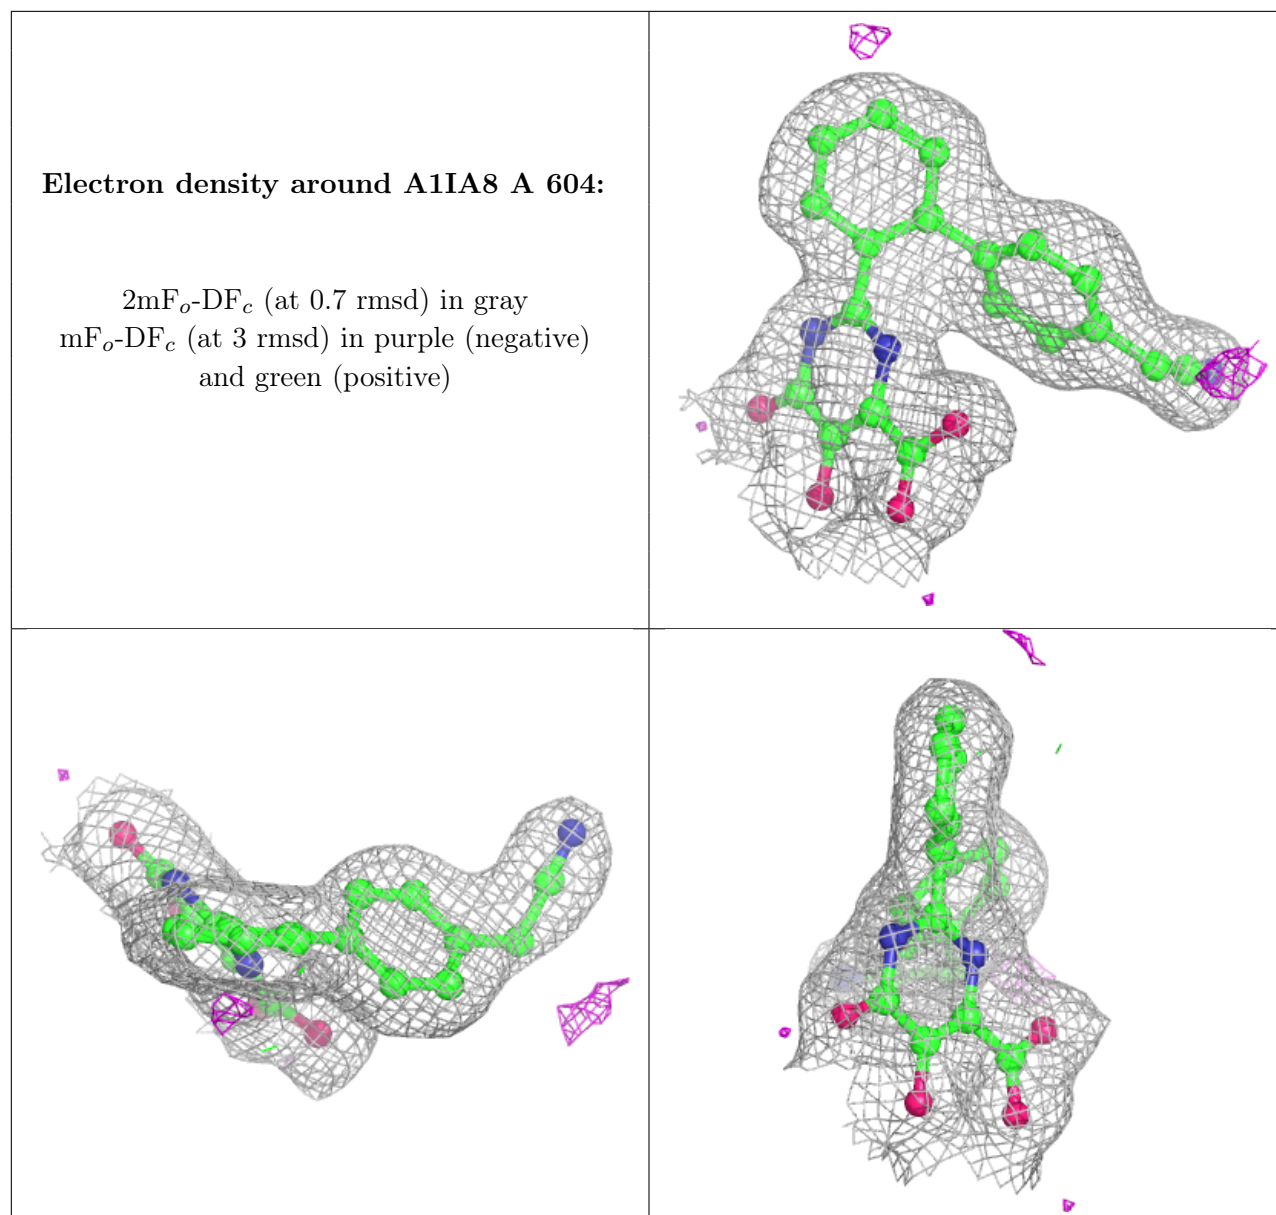 Electron density around A1IA8 A 604:
2mFo-DFc (at 0.7 rmsd) in gray
mFo-DFc (at 3 rmsd) in purple (negative)
and green (positive)